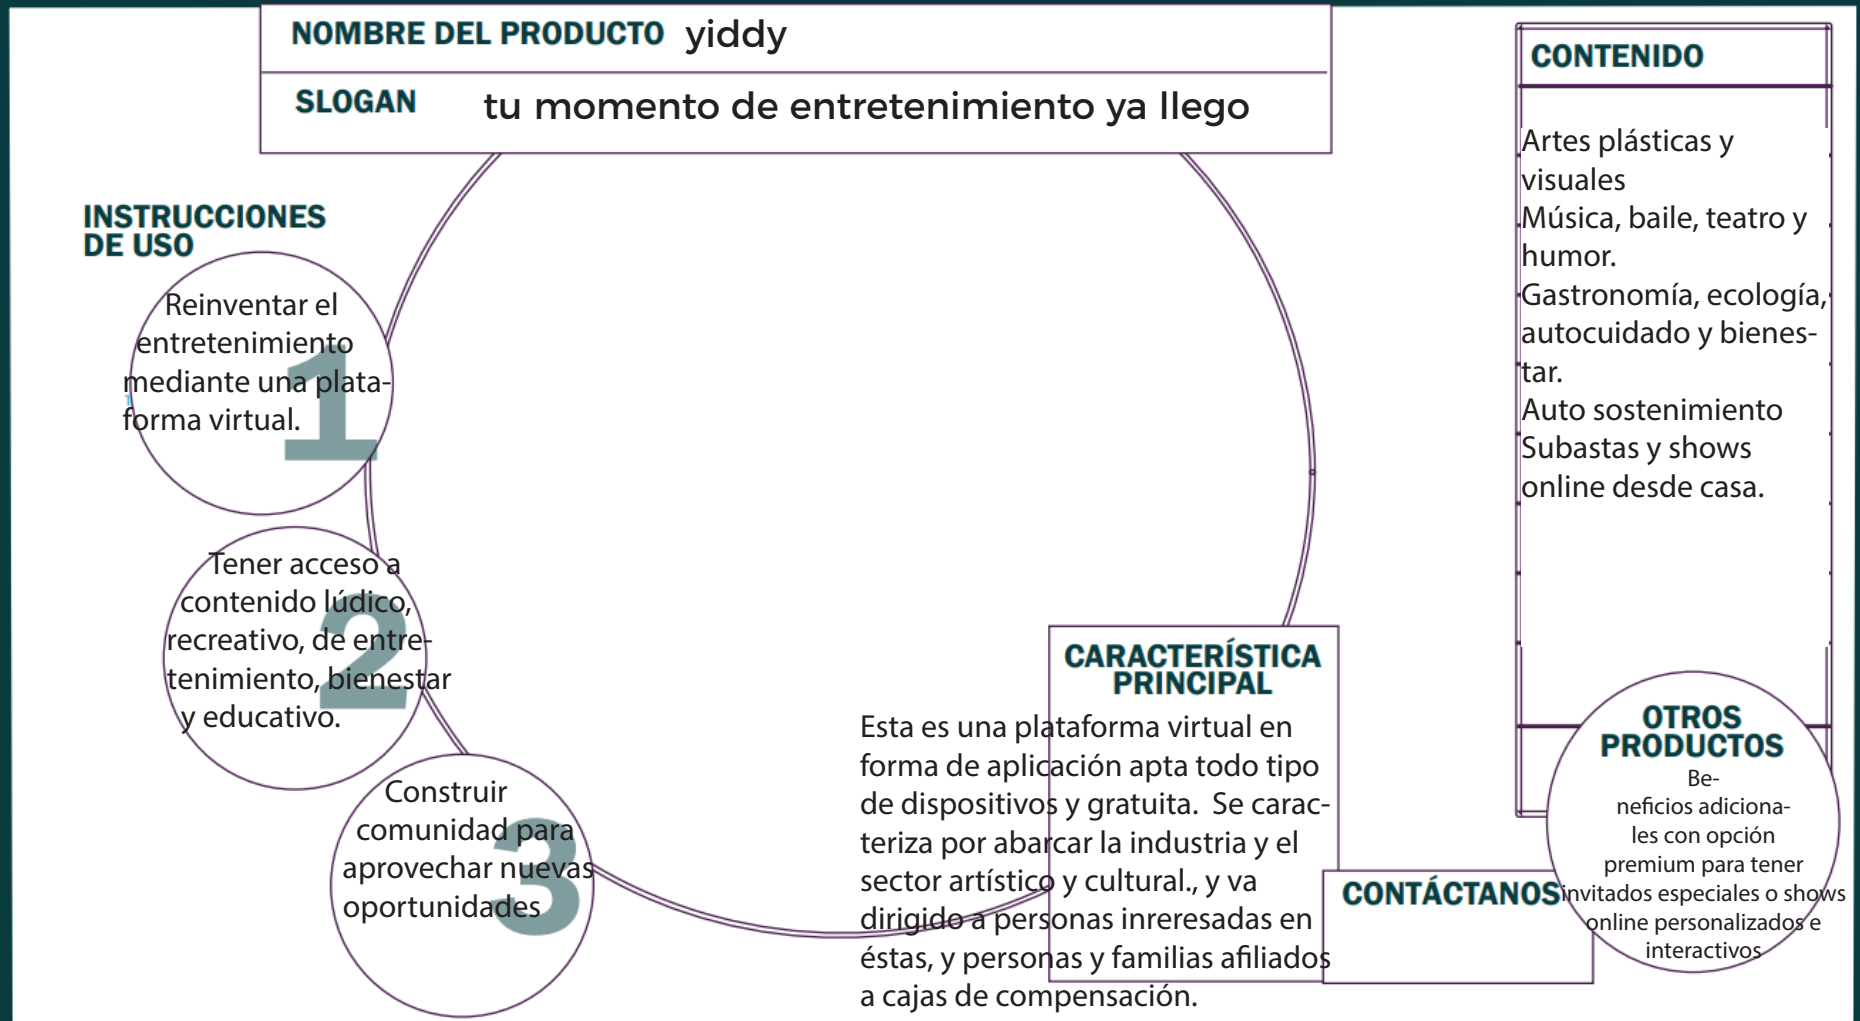 NOMBRE DEL PRODUCTO yiddy
SLOGAN tu momento de entretenimiento ya llego
INSTRUCCIONES
DE USO
Reinventar el
entretenimiento
mediante una plata-
forma virtual.
1
Tener acceso a
contenido lúdico,
recreativo, de entre-
tenimiento, bienestar
y educativo.
2
Construir
comunidad para
aprovechar nuevas
oportunidades
3
CARACTERÍSTICA
PRINCIPAL
Esta es una plataforma virtual en
forma de aplicación apta todo tipo
de dispositivos y gratuita. Se carac-
teriza por abarcar la industria y el
sector artístico y cultural., y va
dirigido a personas inreresadas en
éstas, y personas y familias afiliados
a cajas de compensación.
CONTÁCTANOS
CONTENIDO
Artes plásticas y
visuales
Música, baile, teatro y
humor.
Gastronomía, ecología,
autocuidado y bienes-
tar.
Auto sostenimiento
Subastas y shows
online desde casa.
OTROS
PRODUCTOS
Be-
neficios adiciona-
les con opción
premium para tener
invitados especiales o shows
online personalizados e
interactivos